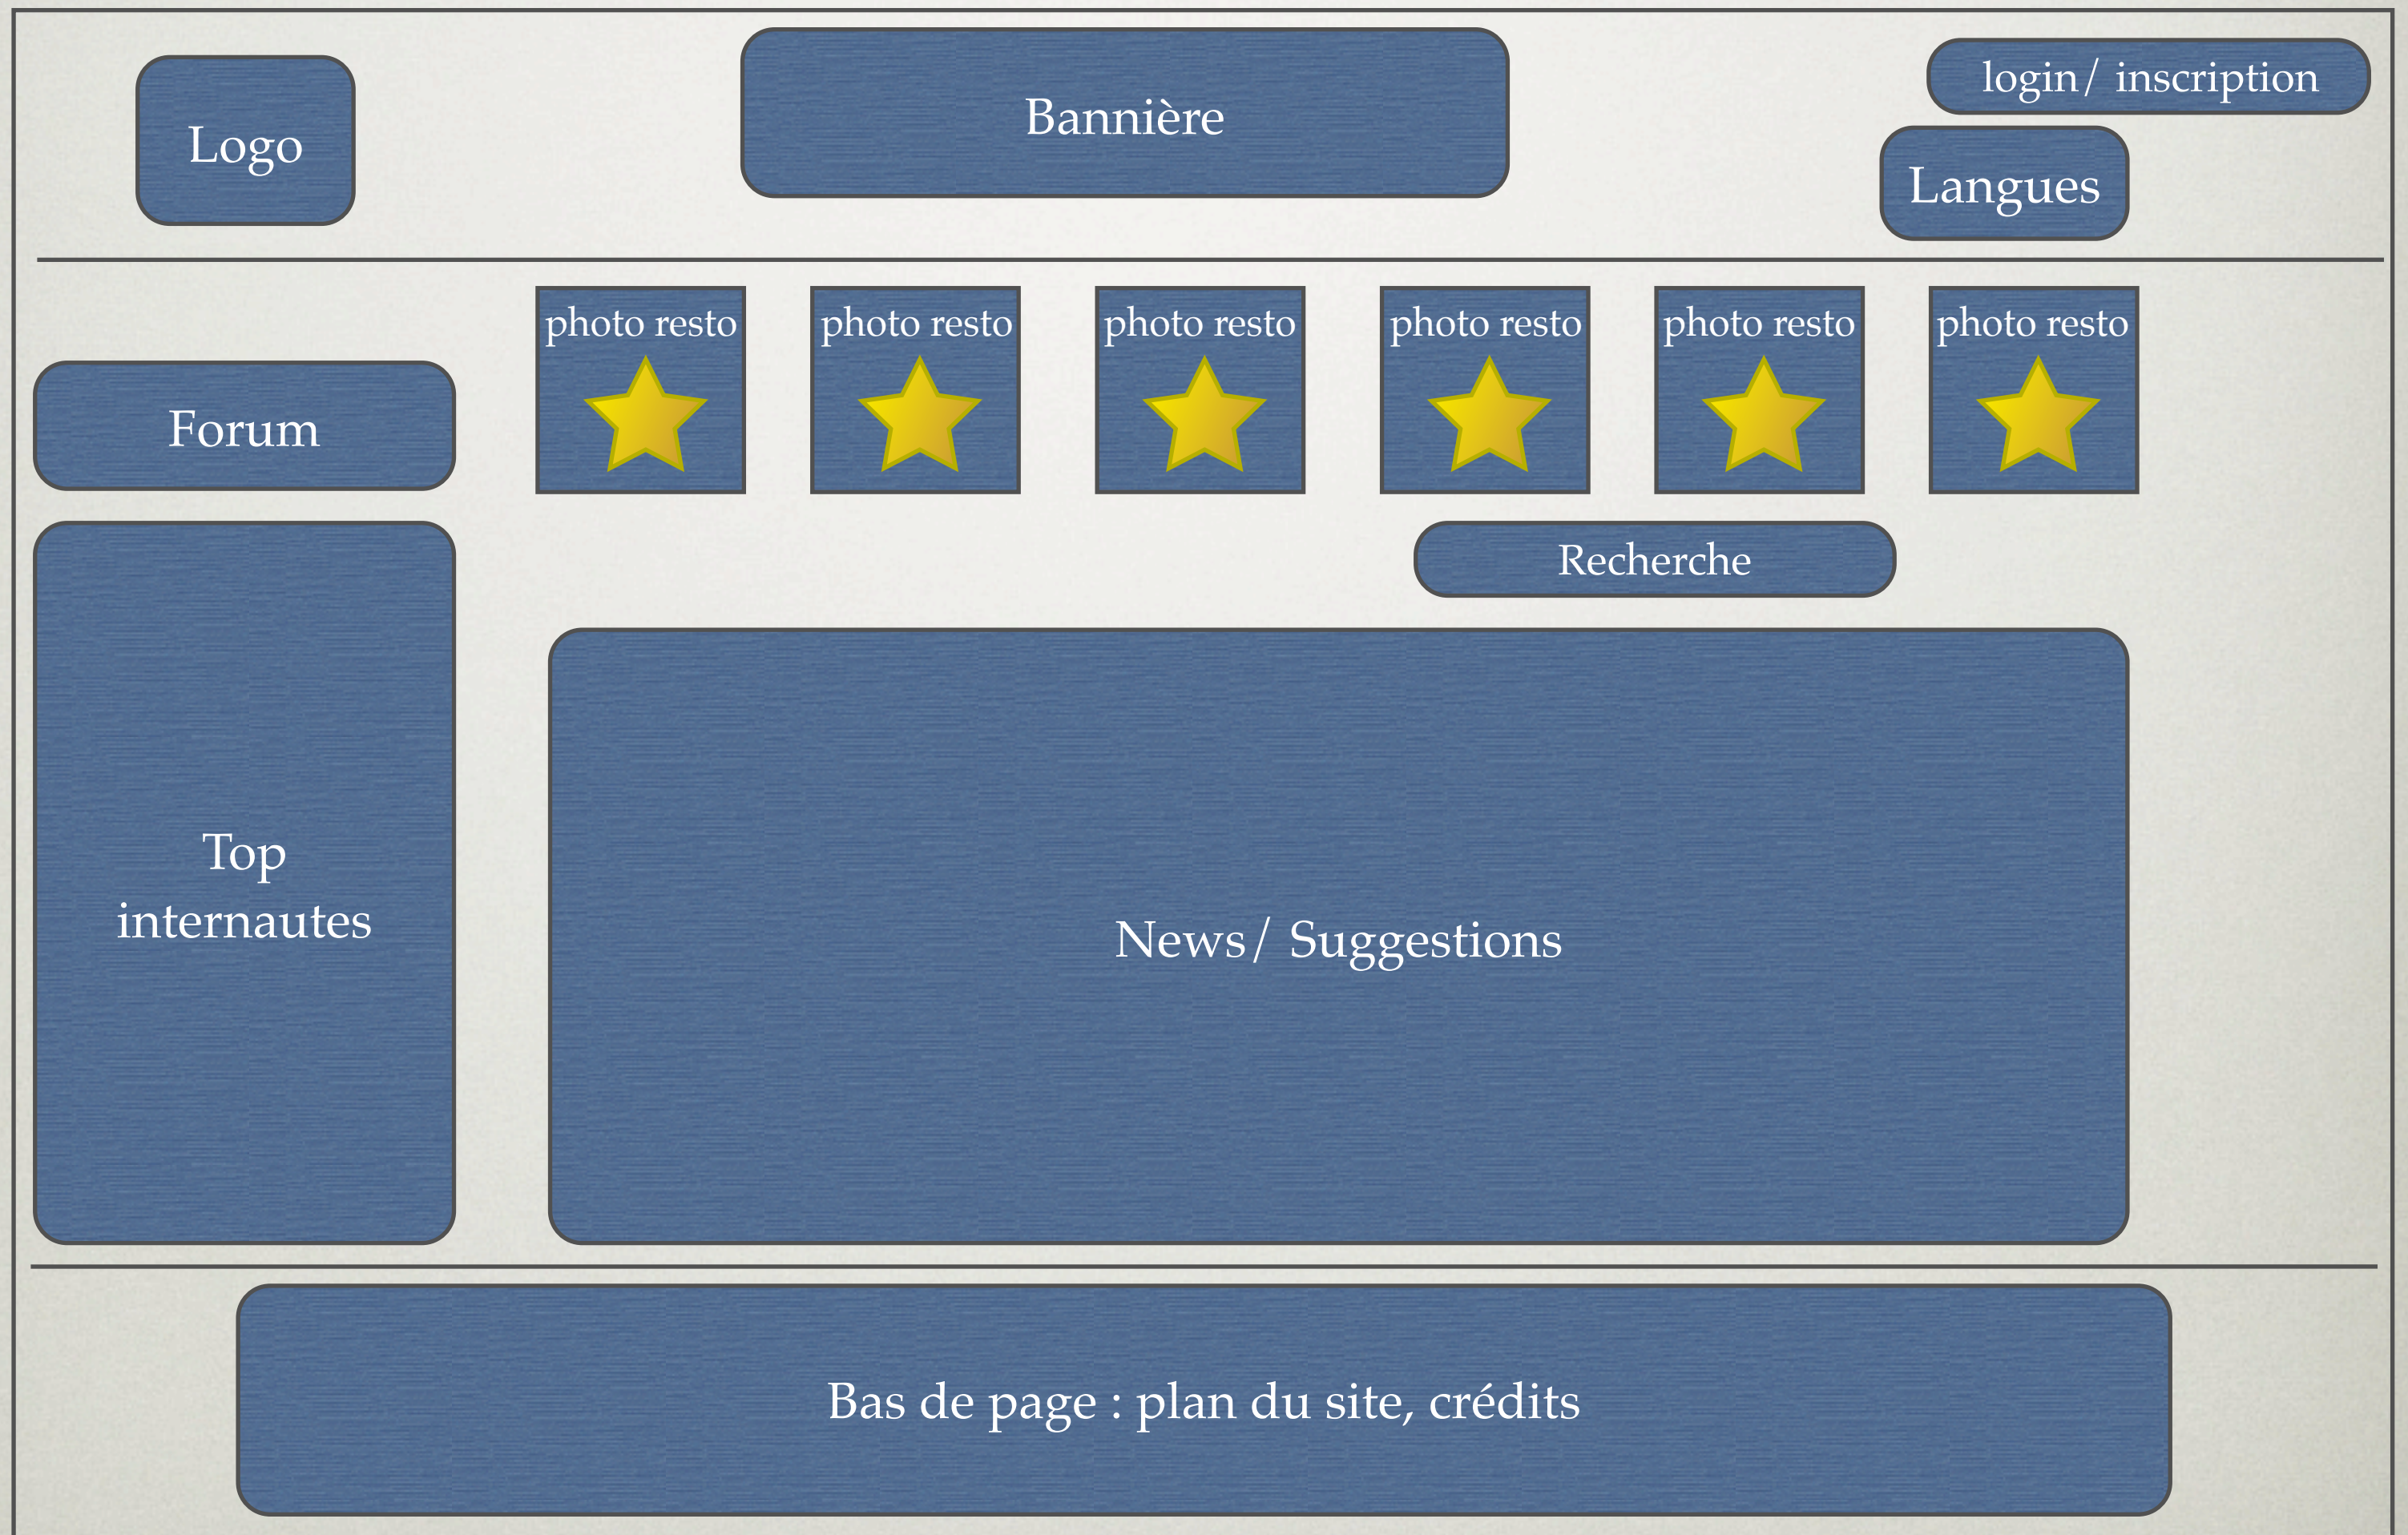 Logo
Bannière
login/ inscription
Langues
photo resto
photo resto
photo resto
photo resto
photo resto
photo resto
Forum
Recherche
Top
internautes
News/ Suggestions
Bas de page : plan du site, crédits